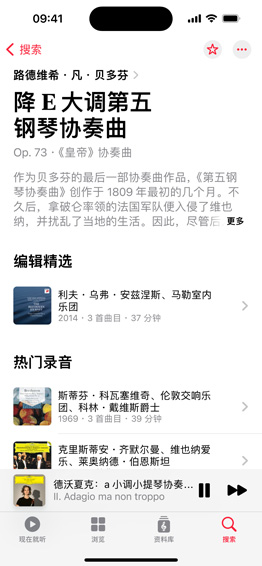 09:41
搜索
路德维希·凡·贝多芬
降 E 大调第五
钢琴协奏曲
Op. 73 ·《皇帝》协奏曲
作为贝多芬的最后一部协奏曲作品，《第五钢
琴协奏曲》创作于 1809 年最初的几个月。不
久后，拿破仑率领的法国军队便入侵了维也
纳，并扰乱了当地的生活。因此，尽管后 更多
编辑精选
利夫·乌弗·安兹涅斯、马勒室内
乐团
2014 · 3 首曲目 · 37 分钟
热门录音
斯蒂芬·科瓦塞维奇、伦敦交响乐
团、科林·戴维斯爵士
1969 · 3 首曲目 · 39 分钟
克里斯蒂安·齐默尔曼、维也纳爱
乐、莱奥纳德·伯恩斯坦
德沃夏克：a 小调小提琴协奏...
II. Adagio ma non troppo
现在就听
浏览
资料库
搜索